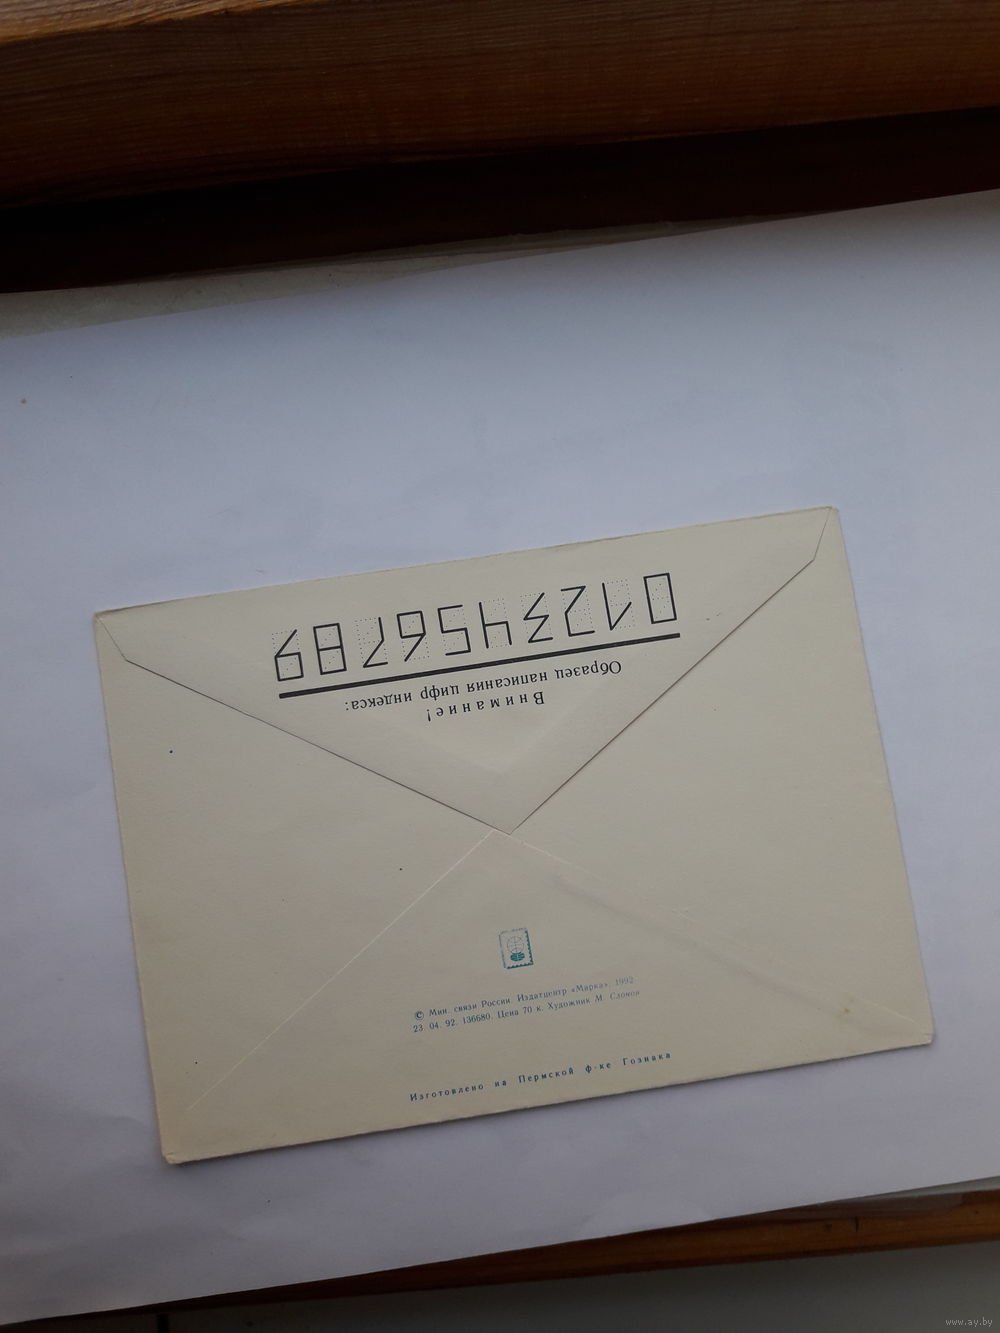 Внимание!
Образец написания цифр индекса:
0123456789
© Мин. связи России. Издатцентр «Марка», 1992
23. 04. 92. 136680. Цена 70 к. Художник М. Сломов
Изготовлено на Пермской ф-ке Гознака
www.ay.by